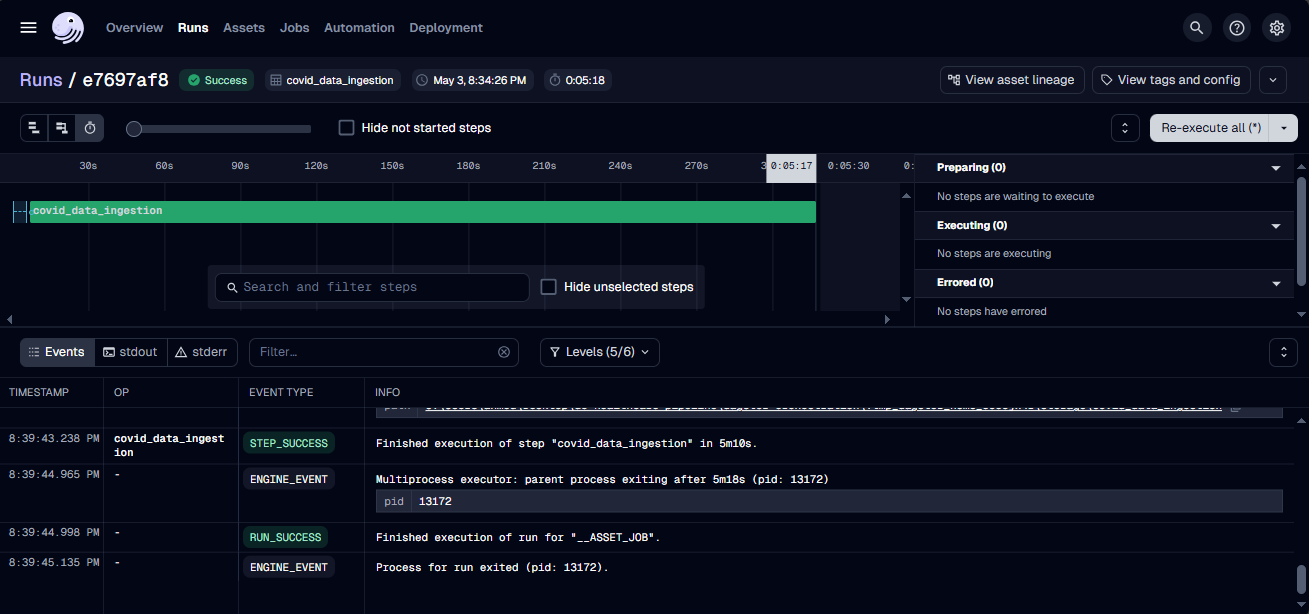 Overview Runs Assets Jobs Automation Deployment
Runs / e7697af8 Success covid_data_ingestion May 3, 8:34:26 PM 0:05:18 View asset lineage View tags and config
Hide not started steps Re-execute all (*)
30s 60s 90s 120s 150s 180s 210s 240s 270s 3 0:05:17 0:05:30 0:
Preparing (0)
No steps are waiting to execute
covid_data_ingestion
Executing (0)
No steps are executing
Search and filter steps Hide unselected steps
Errored (0)
No steps have errored
Events stdout stderr Filter... Levels (5/6)
TIMESTAMP OP EVENT TYPE INFO
8:39:43.238 PM covid_data_ingest
ion STEP_SUCCESS Finished execution of step "covid_data_ingestion" in 5m10s.
8:39:44.965 PM - ENGINE_EVENT Multiprocess executor: parent process exiting after 5m18s (pid: 13172)
pid 13172
8:39:44.998 PM - RUN_SUCCESS Finished execution of run for "__ASSET_JOB".
8:39:45.135 PM - ENGINE_EVENT Process for run exited (pid: 13172).